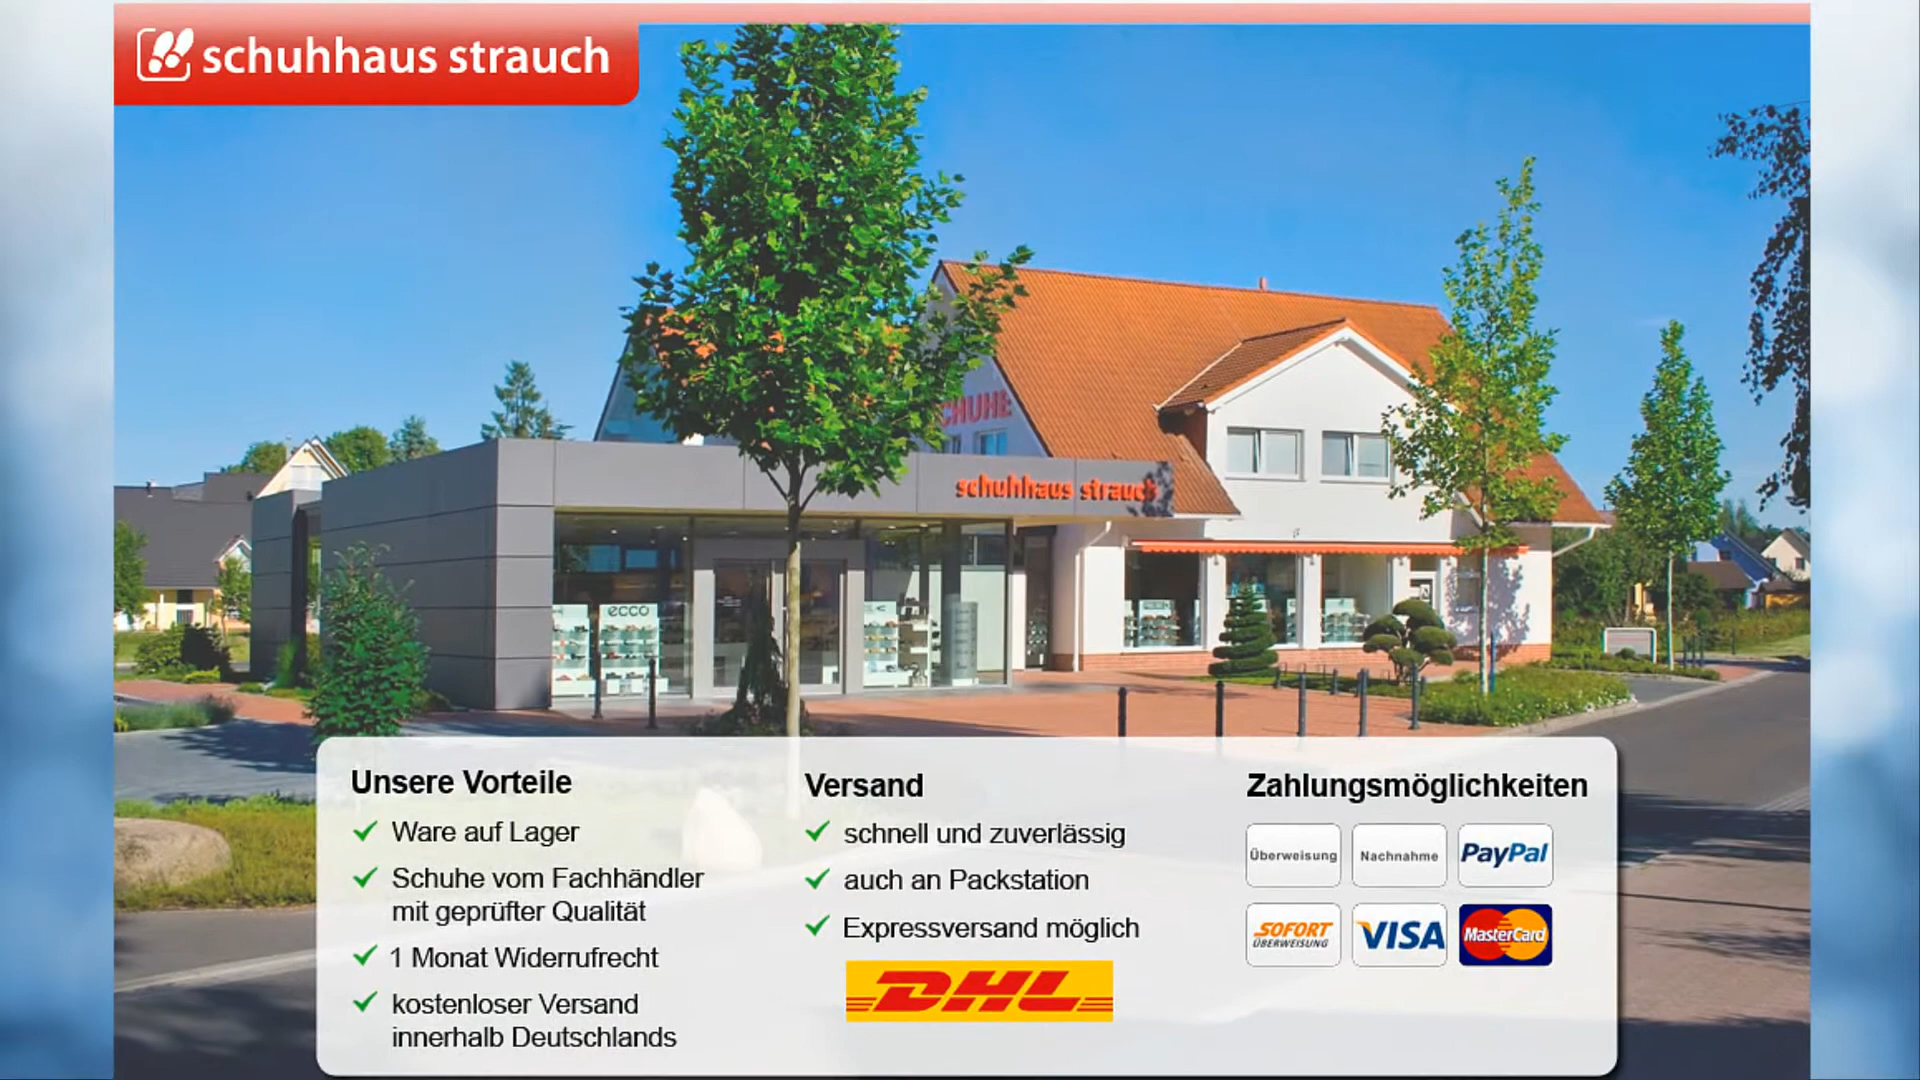 schuhhaus strauch
CHUHE
schuhhaus strauch
ecco
Unsere Vorteile
Ware auf Lager
Schuhe vom Fachhändler
mit geprüfter Qualität
1 Monat Widerrufrecht
kostenloser Versand
innerhalb Deutschlands
Versand
schnell und zuverlässig
auch an Packstation
Expressversand möglich
DHL
Zahlungsmöglichkeiten
Überweisung Nachnahme PayPal
SOFORT VISA MasterCard
ÜBERWEISUNG